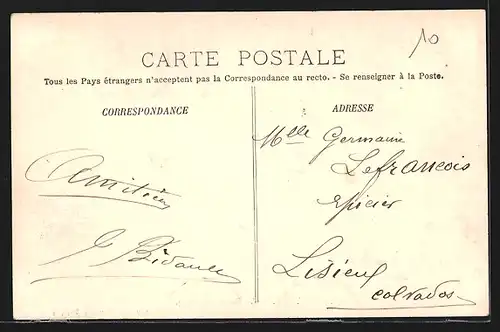 10
CARTE POSTALE
Tous les Pays étrangers n'acceptent pas la Correspondance au recto. - Se renseigner à la Poste.
CORRESPONDANCE
Amitiés
ADRESSE
Mlle Germaine
Lefrancois
epicier
Lisieux
calvados